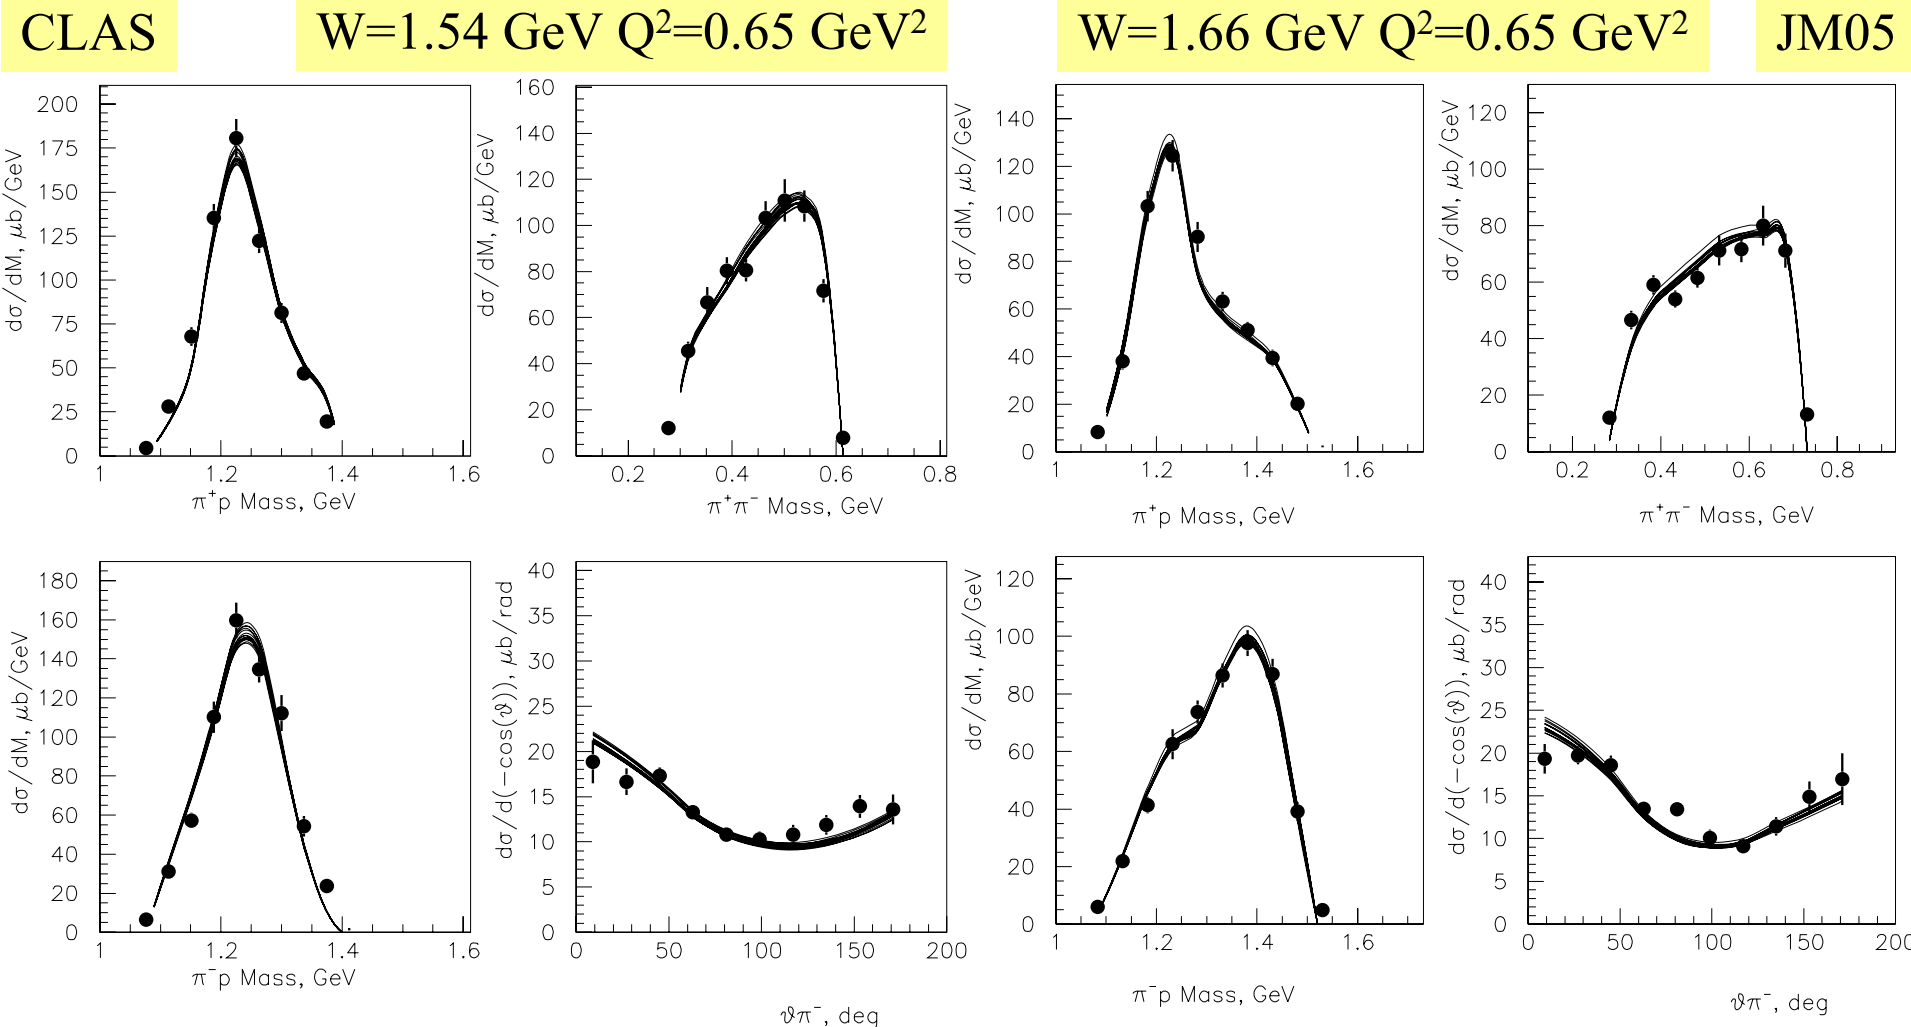 CLAS
W=1.54 GeV Q²=0.65 GeV²
W=1.66 GeV Q²=0.65 GeV²
JM05
dσ/dM, μb/GeV
200
175
150
125
100
75
50
25
0
1 1.2 1.4 1.6
π⁺p Mass, GeV
dσ/dM, μb/GeV
160
140
120
100
80
60
40
20
0
0.2 0.4 0.6 0.8
π⁺π⁻ Mass, GeV
dσ/dM, μb/GeV
140
120
100
80
60
40
20
0
1 1.2 1.4 1.6
π⁺p Mass, GeV
dσ/dM, μb/GeV
120
100
80
60
40
20
0
0.2 0.4 0.6 0.8
π⁺π⁻ Mass, GeV
dσ/dM, μb/GeV
180
160
140
120
100
80
60
40
20
0
1 1.2 1.4 1.6
π⁻p Mass, GeV
dσ/d(−cos(ϑ)), μb/rad
40
35
30
25
20
15
10
5
0
0 50 100 150 200
ϑπ⁻, deg
dσ/dM, μb/GeV
120
100
80
60
40
20
0
1 1.2 1.4 1.6
π⁻p Mass, GeV
dσ/d(−cos(ϑ)), μb/rad
40
35
30
25
20
15
10
5
0
0 50 100 150 200
ϑπ⁻, deg